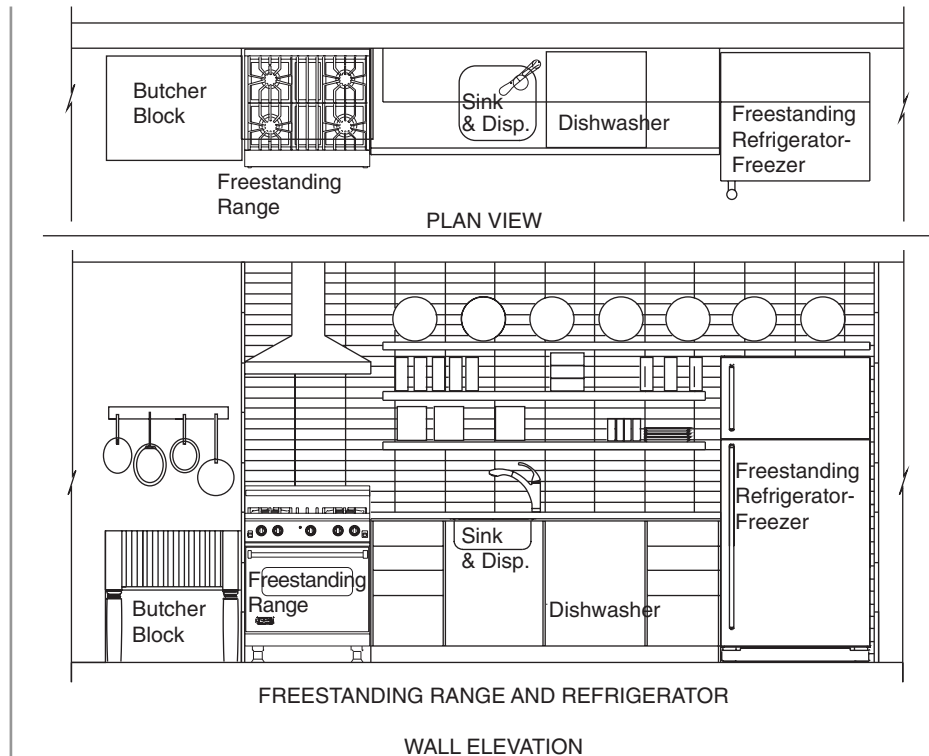 Butcher
Block
Sink
& Disp.
Dishwasher
Freestanding
Refrigerator-
Freezer
Freestanding
Range
PLAN VIEW
Freestanding
Refrigerator-
Freezer
Sink
& Disp.
Freestanding
Range
Butcher
Block
Dishwasher
FREESTANDING RANGE AND REFRIGERATOR
WALL ELEVATION